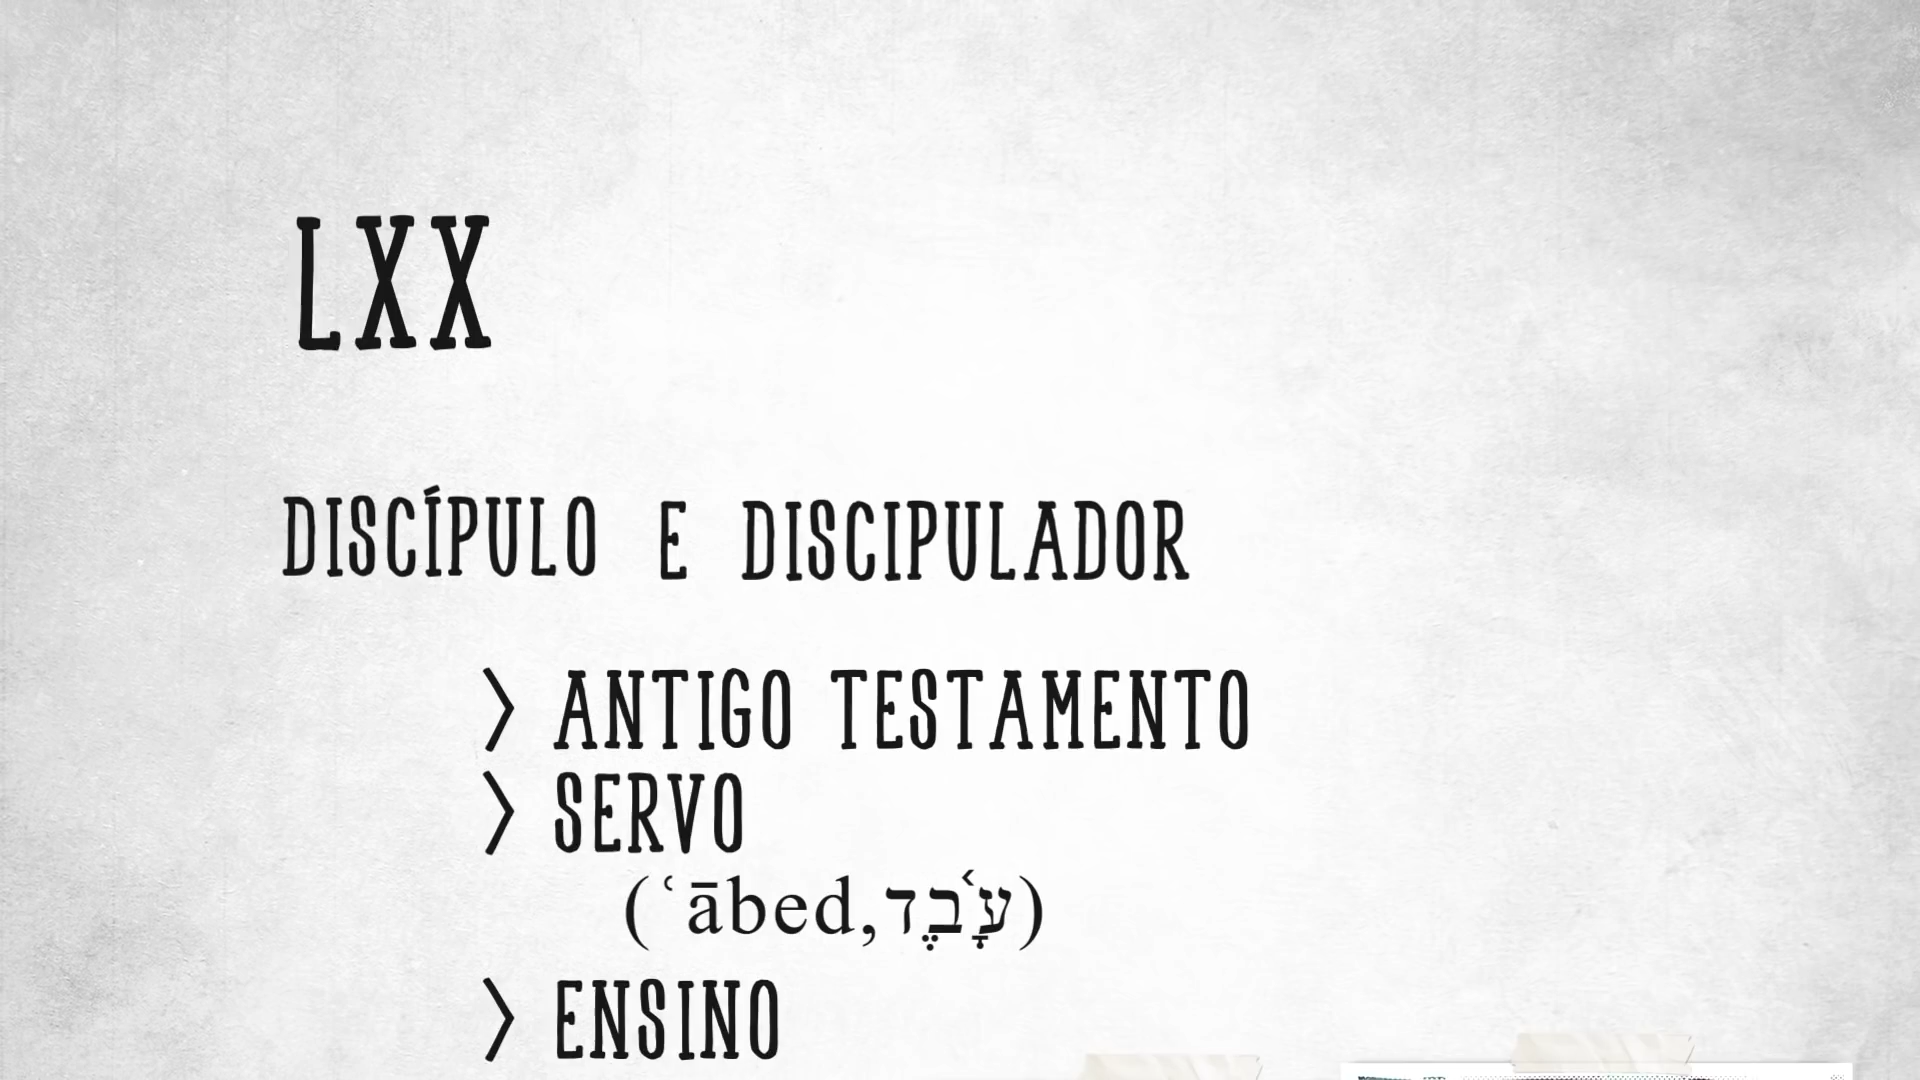 LXX
DISCÍPULO E DISCIPULADOR
> ANTIGO TESTAMENTO
> SERVO
(ʿābed,עָ֫בֶד)
> ENSINO